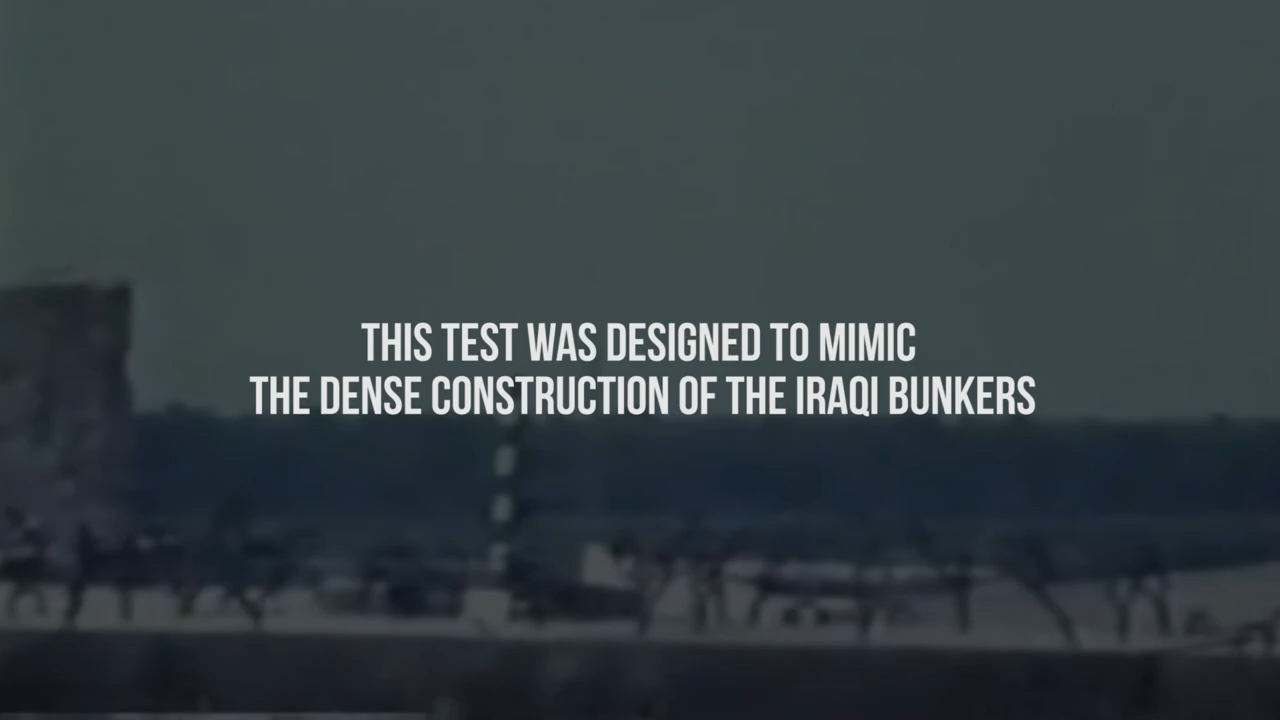 THIS TEST WAS DESIGNED TO MIMIC
THE DENSE CONSTRUCTION OF THE IRAQI BUNKERS